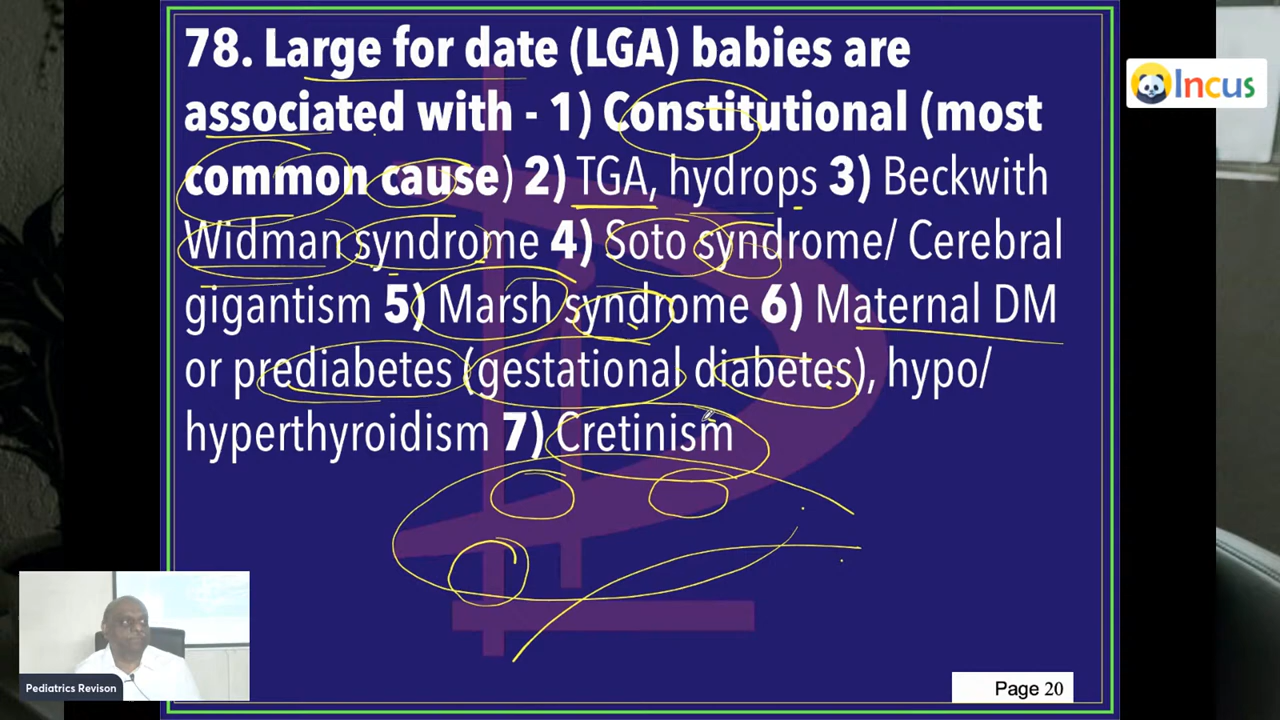 78. Large for date (LGA) babies are
associated with - 1) Constitutional (most
common cause) 2) TGA, hydrops 3) Beckwith
Widman syndrome 4) Soto syndrome/ Cerebral
gigantism 5) Marsh syndrome 6) Maternal DM
or prediabetes (gestational diabetes), hypo/
hyperthyroidism 7) Cretinism
Incus
Pediatrics Revison
Page 20